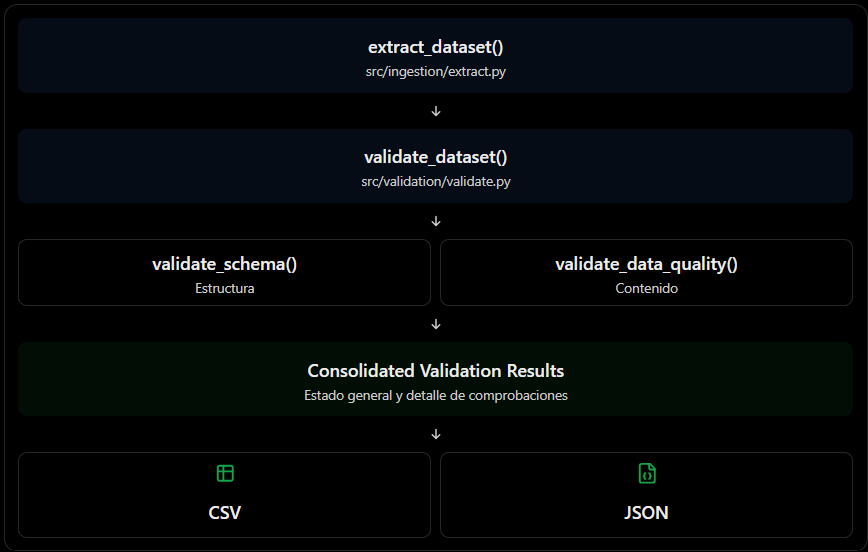 extract_dataset()
src/ingestion/extract.py
validate_dataset()
src/validation/validate.py
validate_schema()
Estructura
validate_data_quality()
Contenido
Consolidated Validation Results
Estado general y detalle de comprobaciones
CSV
JSON